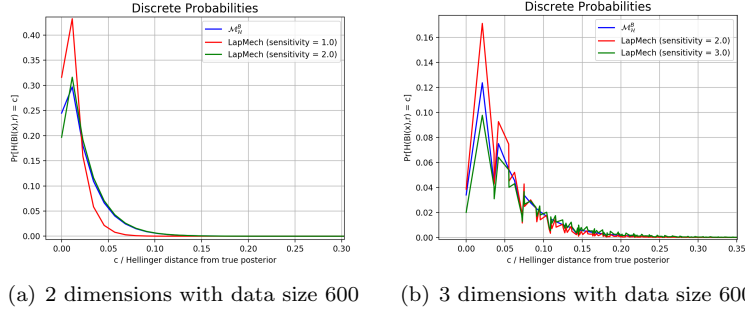 Discrete Probabilities
Pr[H(BI(x),r) = c]
0.40
0.35
0.30
0.25
0.20
0.15
0.10
0.05
0.00
ℳ_ℋ^B
LapMech (sensitivity = 1.0)
LapMech (sensitivity = 2.0)
0.00 0.05 0.10 0.15 0.20 0.25 0.30
c / Hellinger distance from true posterior
(a) 2 dimensions with data size 600
Discrete Probabilities
Pr[H(BI(x),r) = c]
0.16
0.14
0.12
0.10
0.08
0.06
0.04
0.02
0.00
ℳ_ℋ^B
LapMech (sensitivity = 2.0)
LapMech (sensitivity = 3.0)
0.00 0.05 0.10 0.15 0.20 0.25 0.30 0.35
c / Hellinger distance from true posterior
(b) 3 dimensions with data size 600